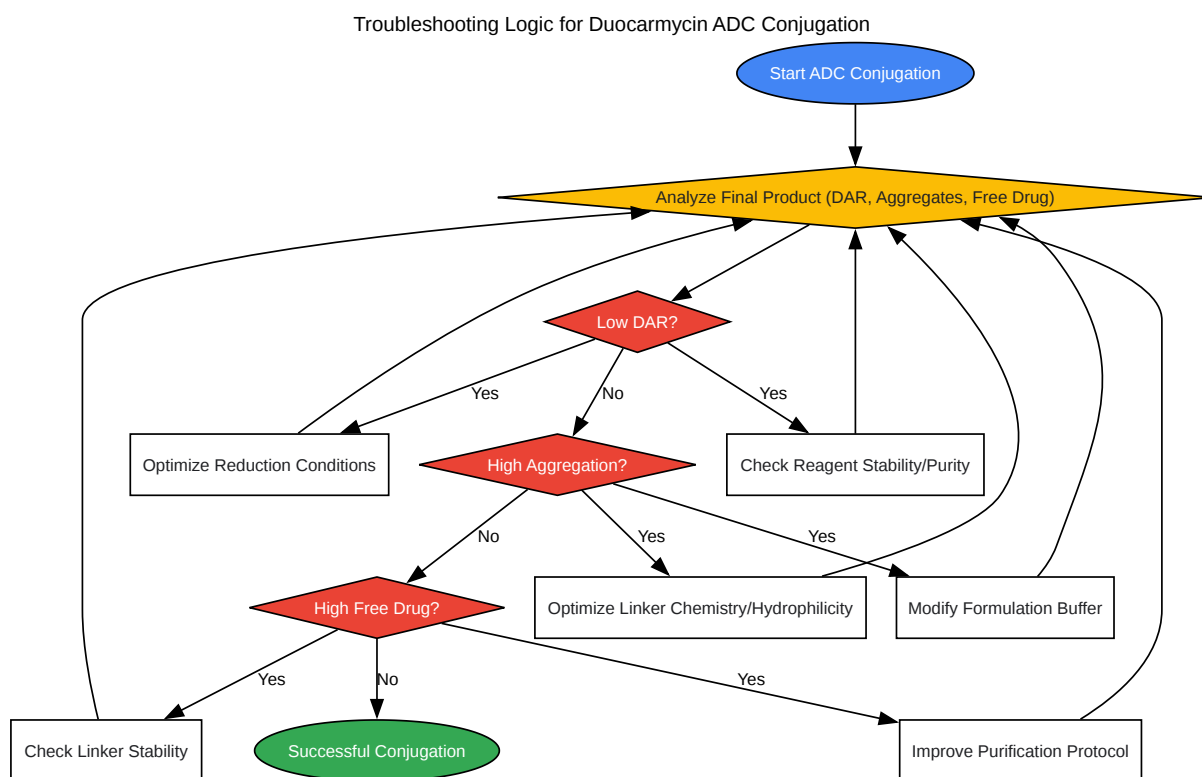 Troubleshooting Logic for Duocarmycin ADC Conjugation
Start ADC Conjugation
Analyze Final Product (DAR, Aggregates, Free Drug)
Low DAR?
Yes
No
Yes
Optimize Reduction Conditions
High Aggregation?
Check Reagent Stability/Purity
No
Yes
Yes
High Free Drug?
Optimize Linker Chemistry/Hydrophilicity
Modify Formulation Buffer
Yes
No
Yes
Check Linker Stability
Successful Conjugation
Improve Purification Protocol